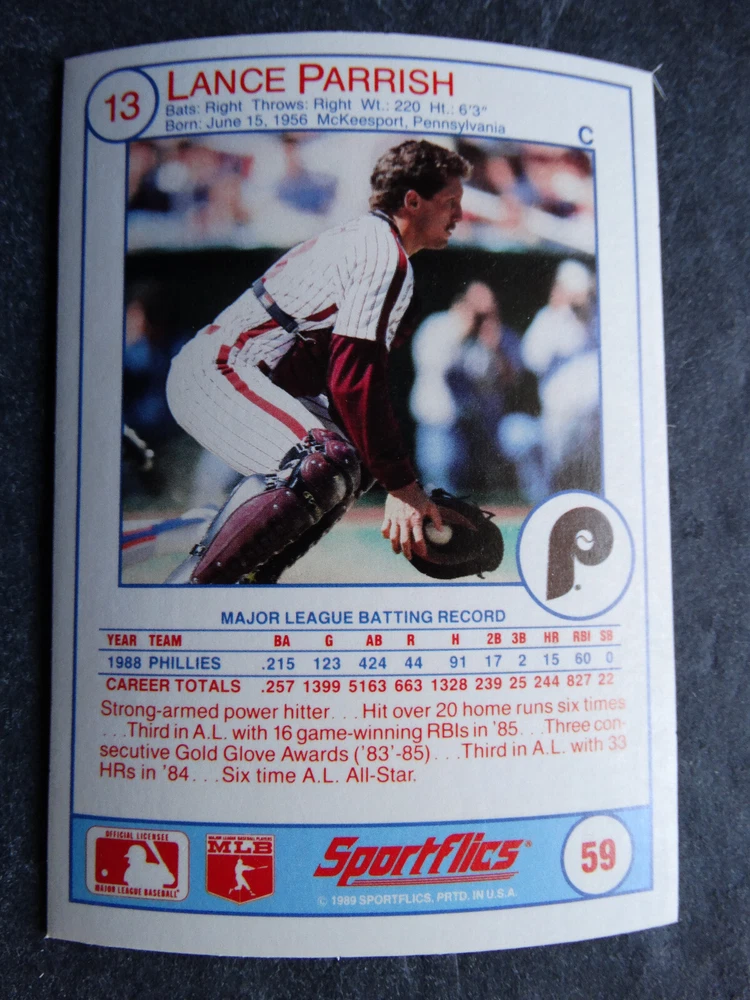 13
LANCE PARRISH
Bats: Right Throws: Right Wt.: 220 Ht.: 6'3"
Born: June 15, 1956 McKeesport, Pennsylvania
C
P
MAJOR LEAGUE BATTING RECORD
YEAR TEAM BA G AB R H 2B 3B HR RBI SB
1988 PHILLIES .215 123 424 44 91 17 2 15 60 0
CAREER TOTALS .257 1399 5163 663 1328 239 25 244 827 22
Strong-armed power hitter. . .Hit over 20 home runs six times
. . .Third in A.L. with 16 game-winning RBIs in '85. . .Three con-
secutive Gold Glove Awards ('83-'85). . .Third in A.L. with 33
HRs in '84. . .Six time A.L. All-Star.
OFFICIAL LICENSEE
MAJOR LEAGUE BASEBALL
MAJOR LEAGUE BASEBALL PLAYERS
MLB
Sportflics®
© 1989 SPORTFLICS, PRTD. IN U.S.A.
59